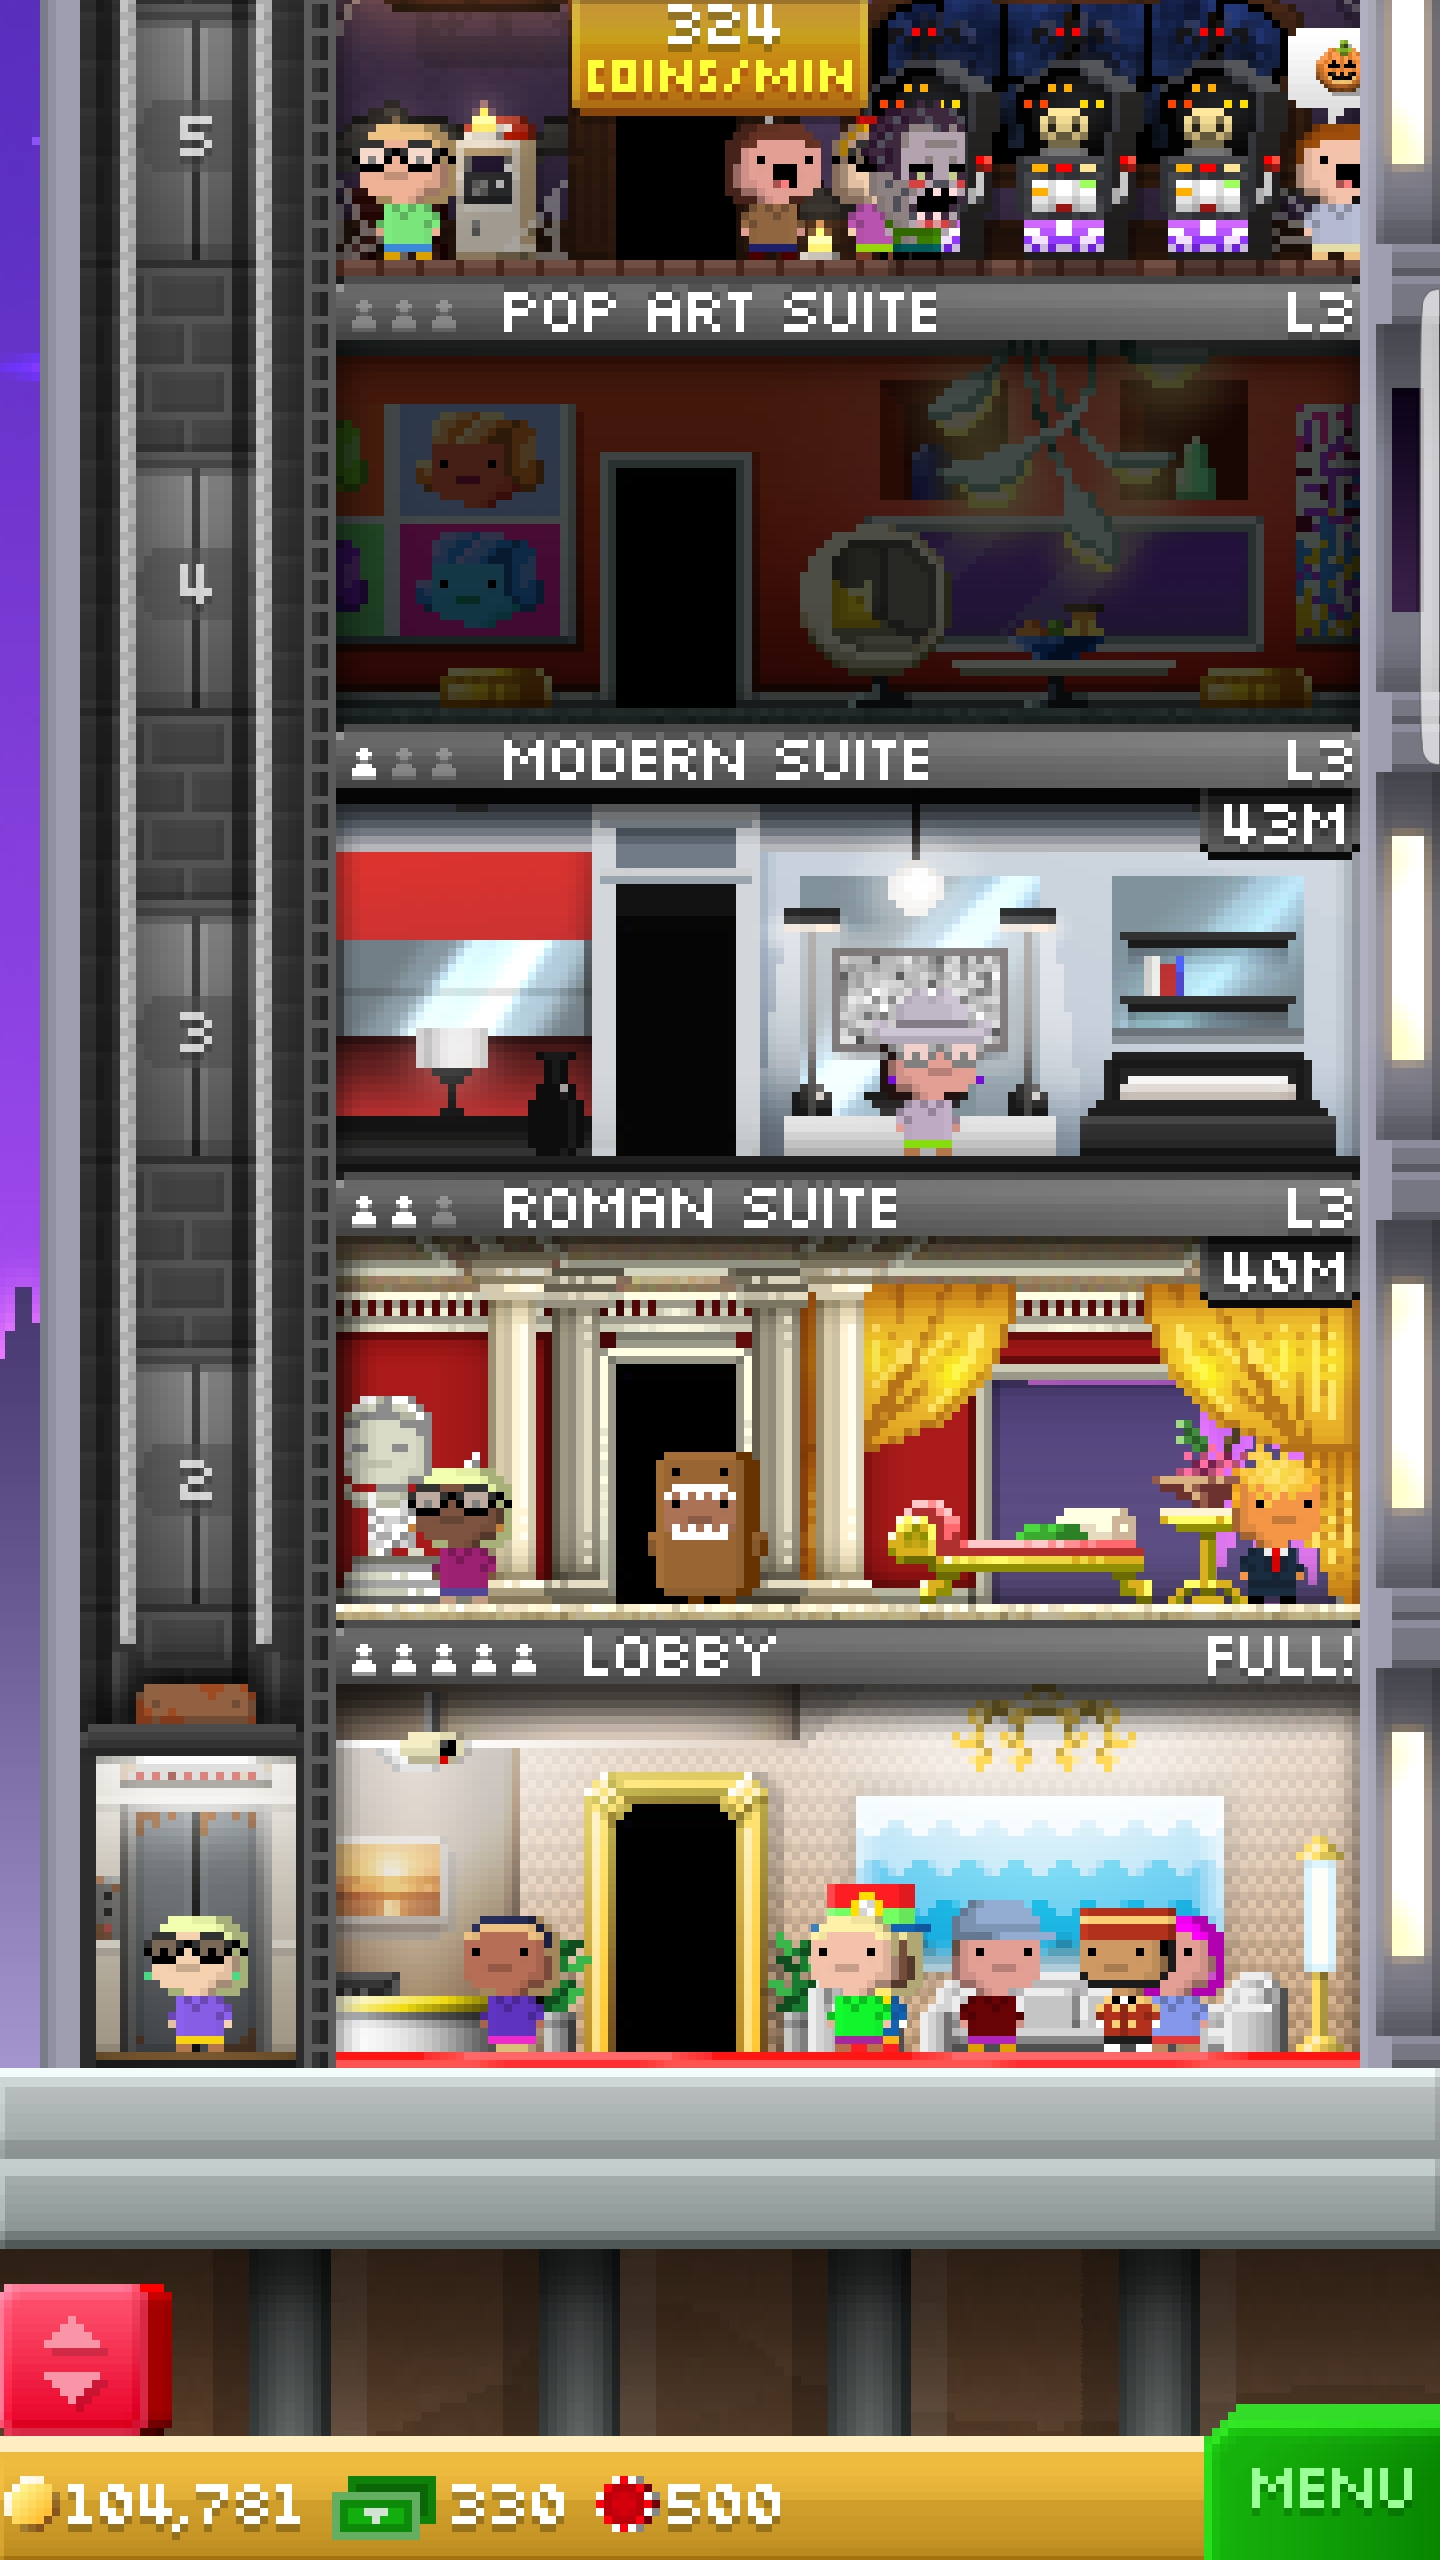 324
COINS/MIN
5
POP ART SUITE L3
4
MODERN SUITE L3
43M
3
ROMAN SUITE L3
40M
2
LOBBY FULL!
104,781 330 500
MENU